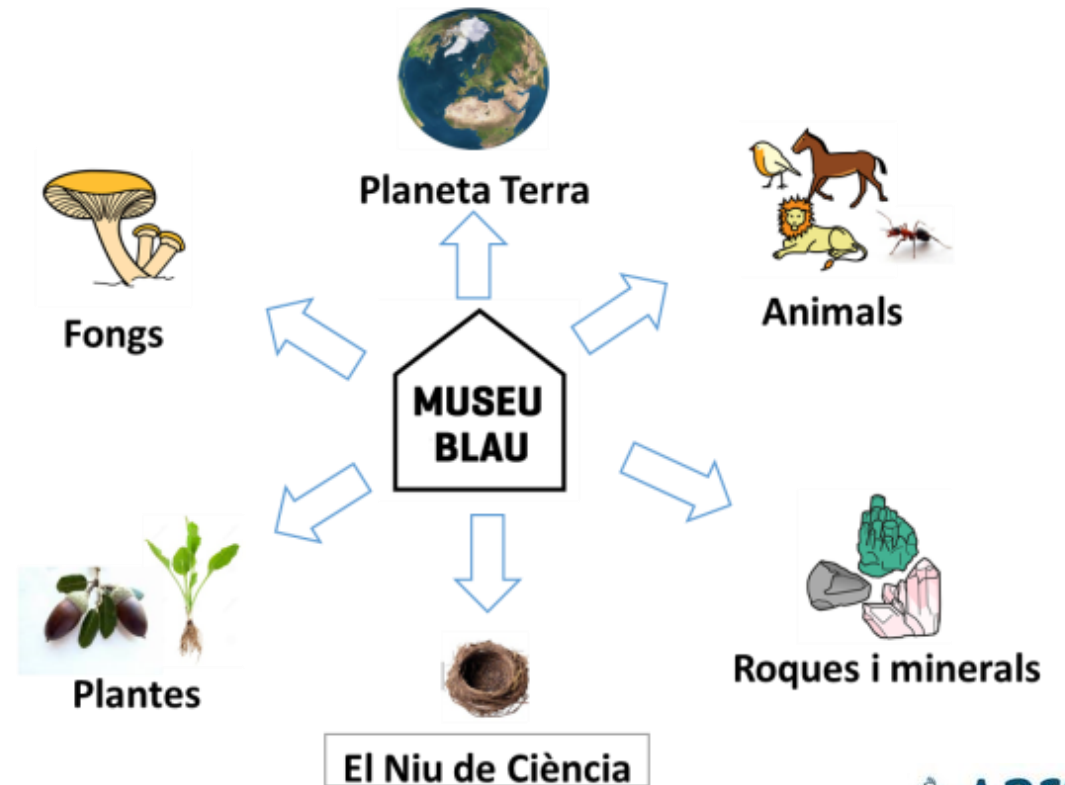 Planeta Terra
Fongs
Animals
MUSEU
BLAU
Plantes
Roques i minerals
El Niu de Ciència